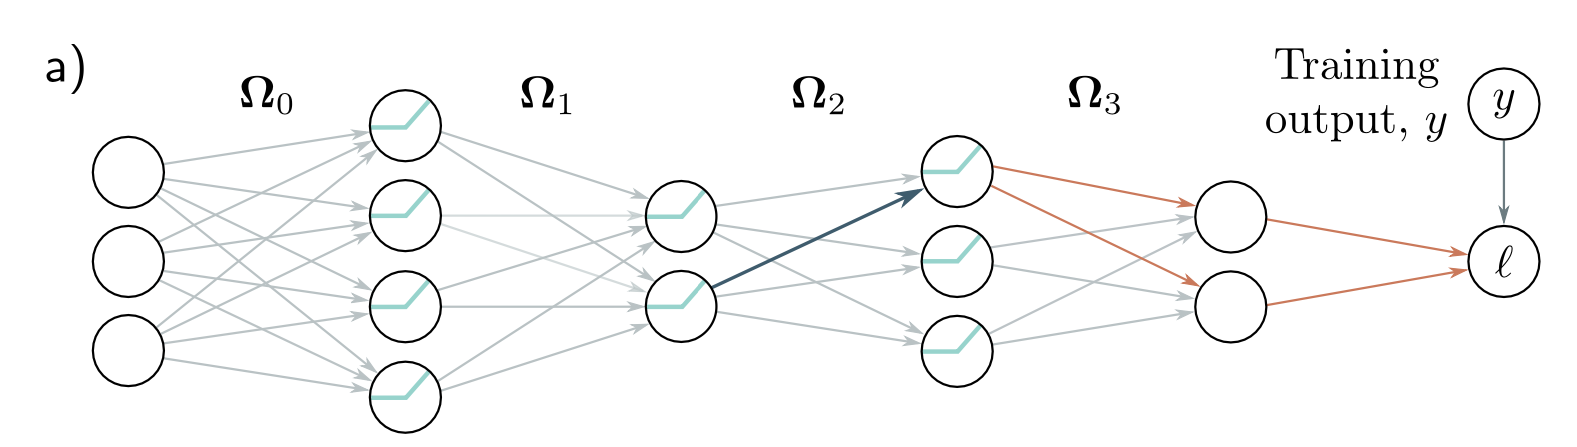 a)
Ω₀ Ω₁ Ω₂ Ω₃
Training
output, y
y
ℓ